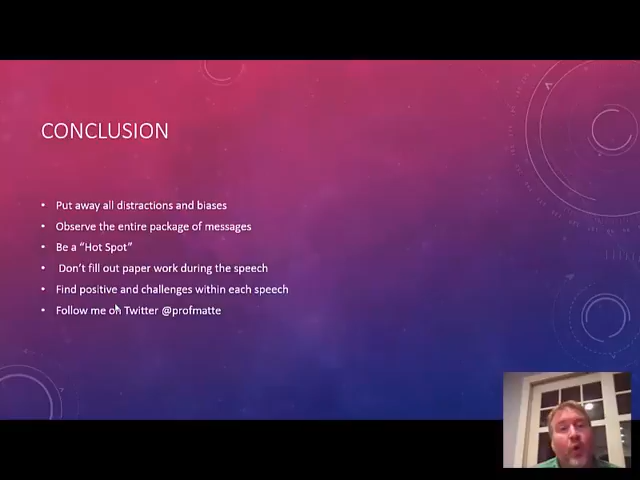 CONCLUSION
• Put away all distractions and biases
• Observe the entire package of messages
• Be a “Hot Spot”
• Don’t fill out paper work during the speech
• Find positive and challenges within each speech
• Follow me on Twitter @profmatte